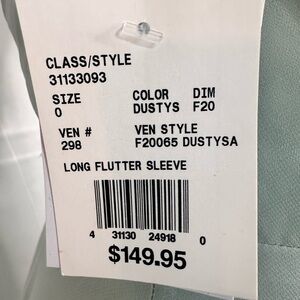 CLASS/STYLE
31133093
SIZE COLOR DIM
0 DUSTYS F20
VEN # VEN STYLE
298 F20065 DUSTYSA
LONG FLUTTER SLEEVE
4 31130 24918 0
$149.95